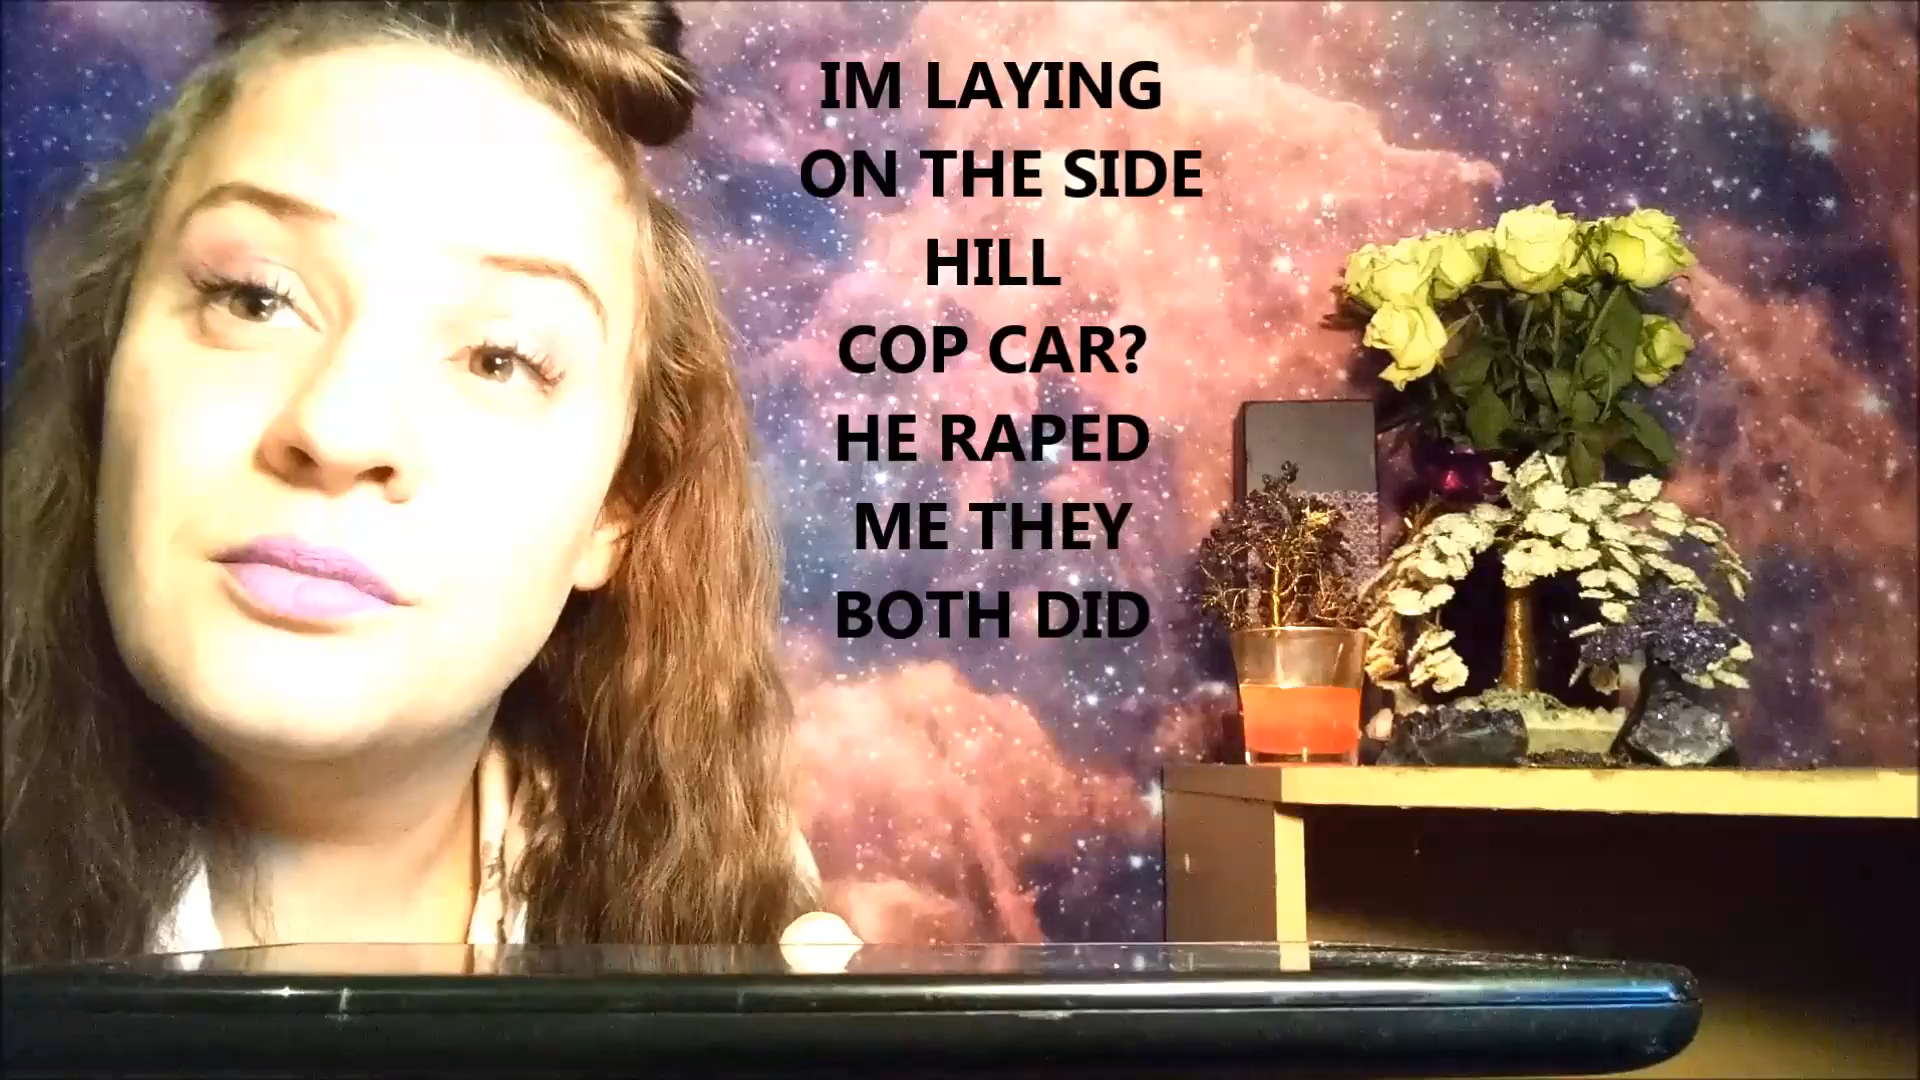 IM LAYING
ON THE SIDE
HILL
COP CAR?
HE RAPED
ME THEY
BOTH DID